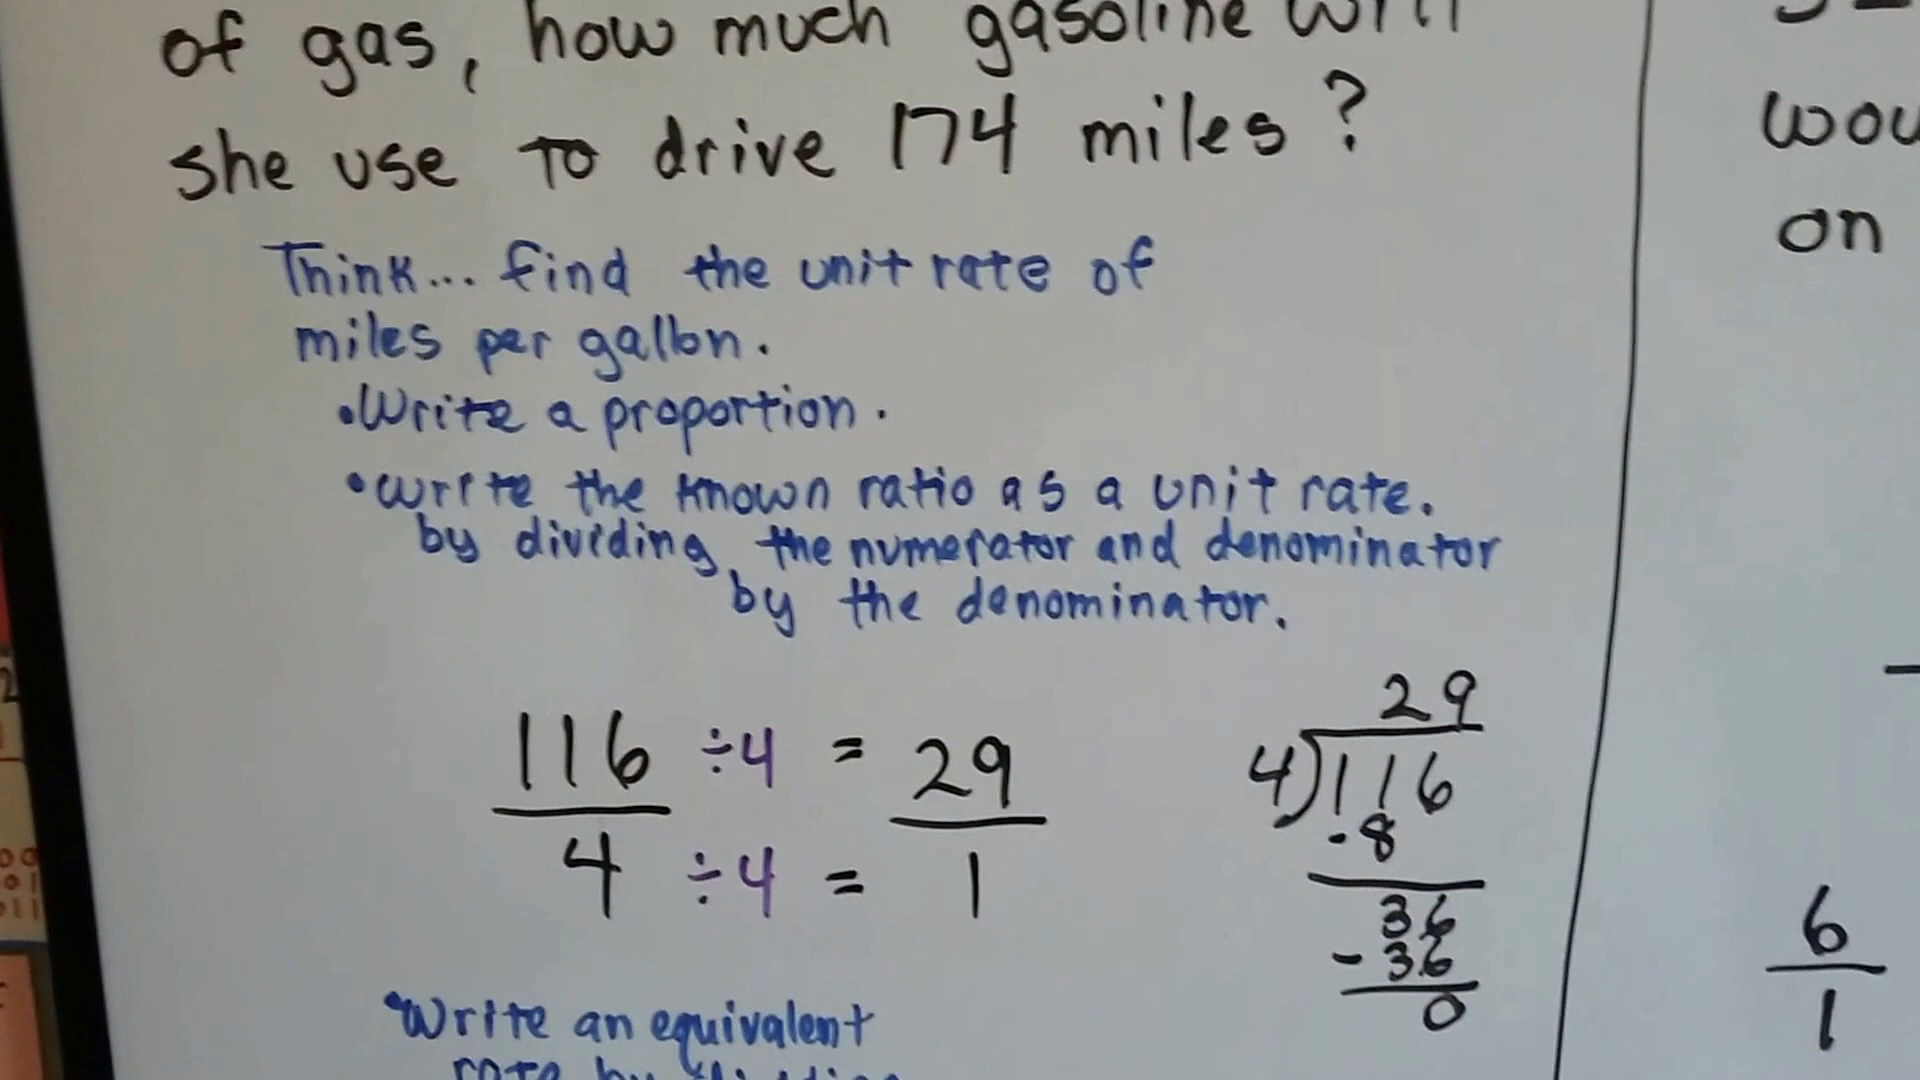 of gas, how much gasoline will
she use to drive 174 miles?
Think... find the unit rate of
miles per gallon.
• Write a proportion.
• write the known ratio as a unit rate.
by dividing the numerator and denominator
by the denominator.
116 ÷4 = 29
4 ÷4 = 1
29
4)116
-8
36
-36
0
• Write an equivalent
rate by
on
6
1